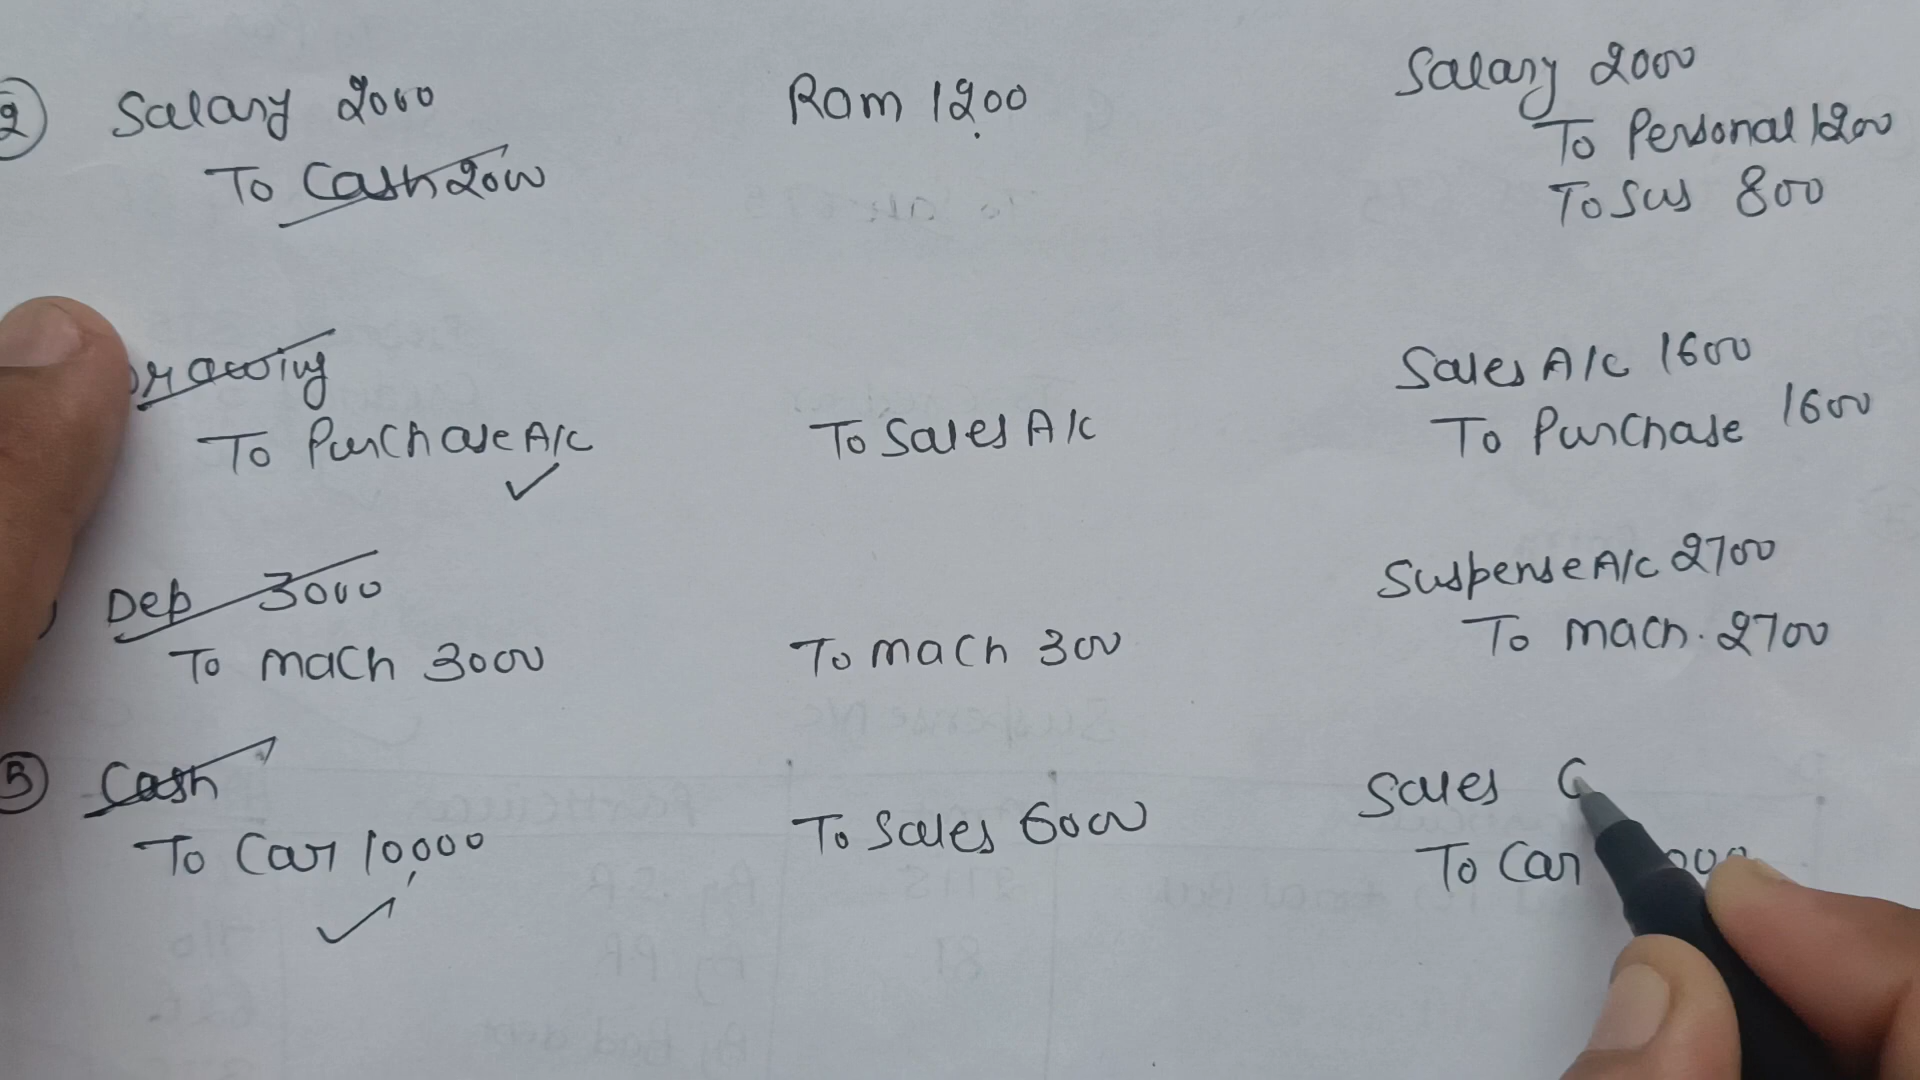 2 Salary 2000
To Cash 2000
Ram 1200
Salary 2000
To Personal 1200
To Sus 800
Drawing
To Purchase A/c
To Sales A/c
Sales A/c 1600
To Purchase 1600
Dep 3000
To mach 3000
To mach 300
Suspense A/c 2700
To mach. 2700
5 Cash
To Car 10,000
To Sales 6000
Sales
To Car